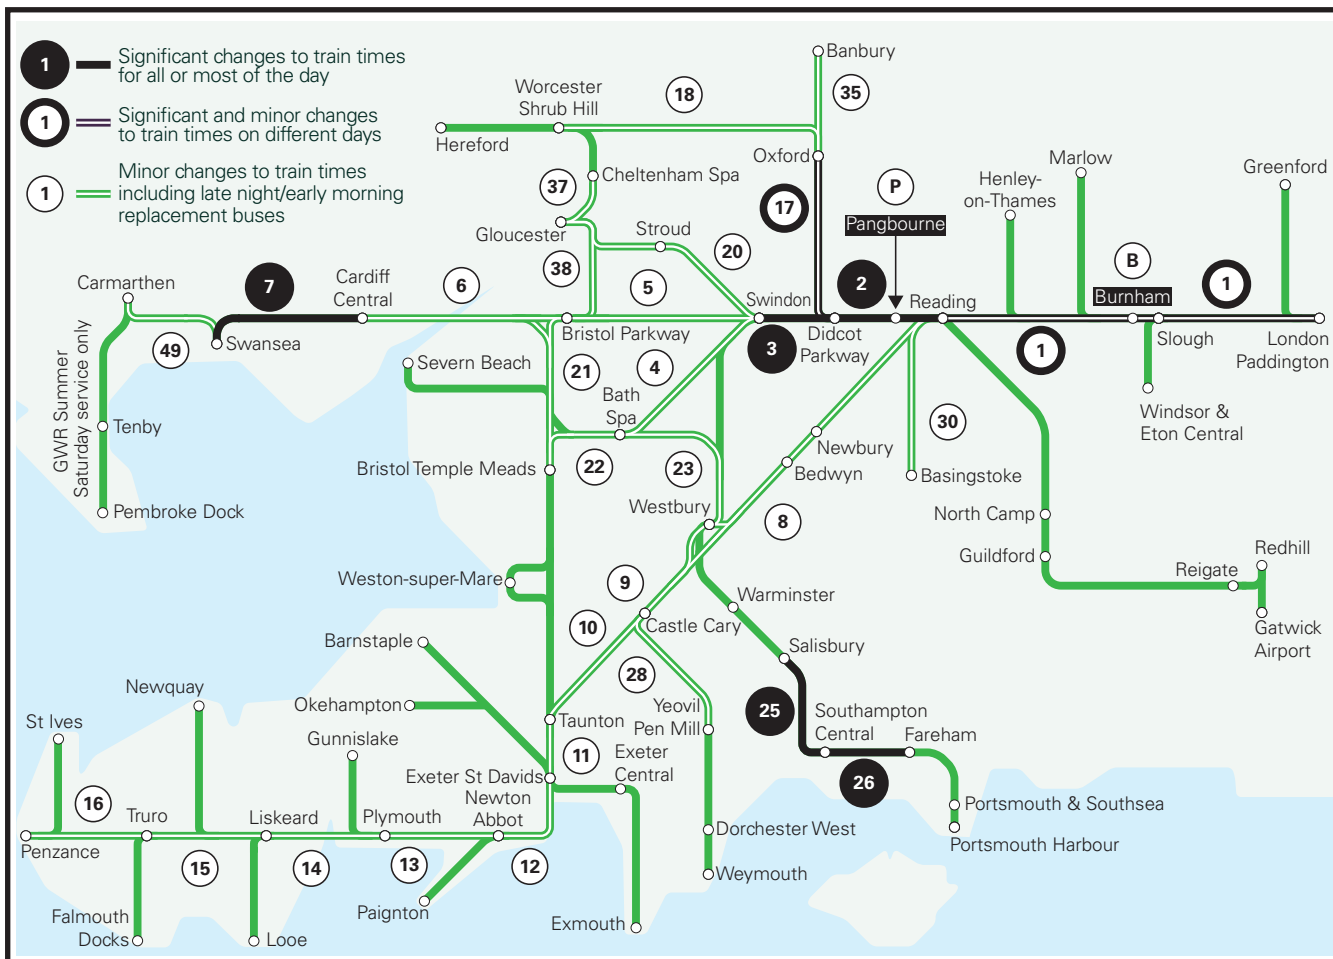 1
Significant changes to train times
for all or most of the day
1
Significant and minor changes
to train times on different days
1
Minor changes to train times
including late night/early morning
replacement buses
Banbury
35
18
Worcester
Shrub Hill
Hereford
Oxford
Marlow
Greenford
Henley-
on-Thames
37
Cheltenham Spa
P
17
Pangbourne
Gloucester
Stroud
20
B
Burnham
1
Carmarthen
7
Cardiff
Central
6
38
5
Swindon
2
Reading
Bristol Parkway
Didcot
Parkway
Slough
London
Paddington
49
Swansea
3
1
GWR Summer
Saturday service only
Severn Beach
21
4
Bath
Spa
Windsor &
Eton Central
Tenby
30
Newbury
Bristol Temple Meads
22
23
Bedwyn
Basingstoke
Pembroke Dock
Westbury
8
North Camp
Guildford
Redhill
Reigate
Weston-super-Mare
9
Warminster
Castle Cary
10
Gatwick
Airport
Barnstaple
Salisbury
28
Newquay
Okehampton
Yeovil
Pen Mill
25
Southampton
Central
Fareham
St Ives
Taunton
Gunnislake
11
Exeter
Central
Exeter St Davids
26
Newton
Abbot
16
Truro
Liskeard
Plymouth
Portsmouth & Southsea
Penzance
Dorchester West
Portsmouth Harbour
15
14
13
12
Weymouth
Falmouth
Docks
Looe
Paignton
Exmouth